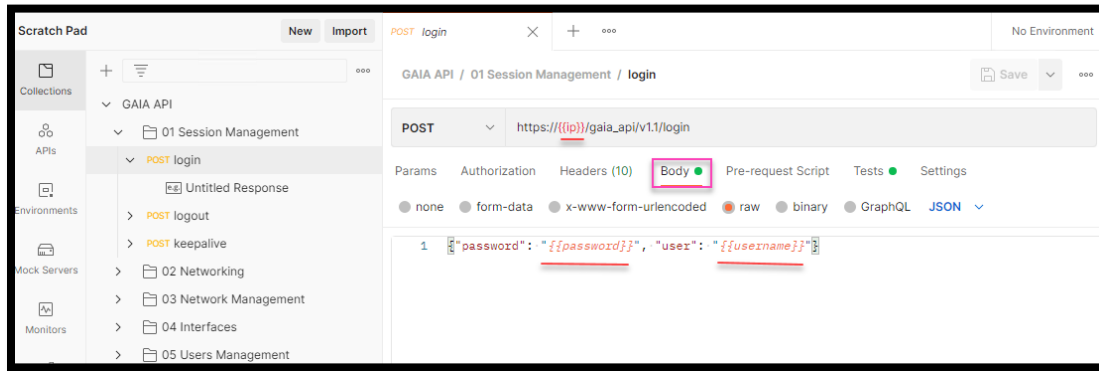 Scratch Pad
New
Import
POST login
No Environment
Collections
APIs
Environments
Mock Servers
Monitors
GAIA API
01 Session Management
POST login
e.g. Untitled Response
POST logout
POST keepalive
02 Networking
03 Network Management
04 Interfaces
05 Users Management
GAIA API / 01 Session Management / login
Save
POST
https://{{ip}}/gaia_api/v1.1/login
Params Authorization Headers (10) Body Pre-request Script Tests Settings
none form-data x-www-form-urlencoded raw binary GraphQL JSON
1 {"password": "{{password}}", "user": "{{username}}"}